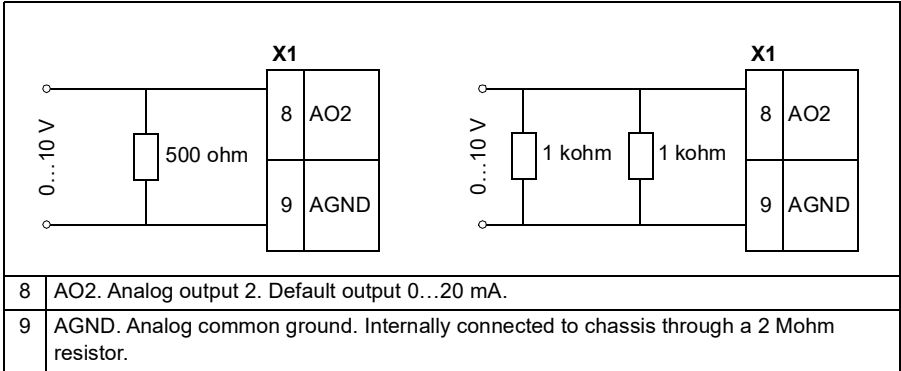 X1
8 AO2
0…10 V
500 ohm
9 AGND
X1
8 AO2
0…10 V
1 kohm
1 kohm
9 AGND
8 AO2. Analog output 2. Default output 0…20 mA.
9 AGND. Analog common ground. Internally connected to chassis through a 2 Mohm
resistor.